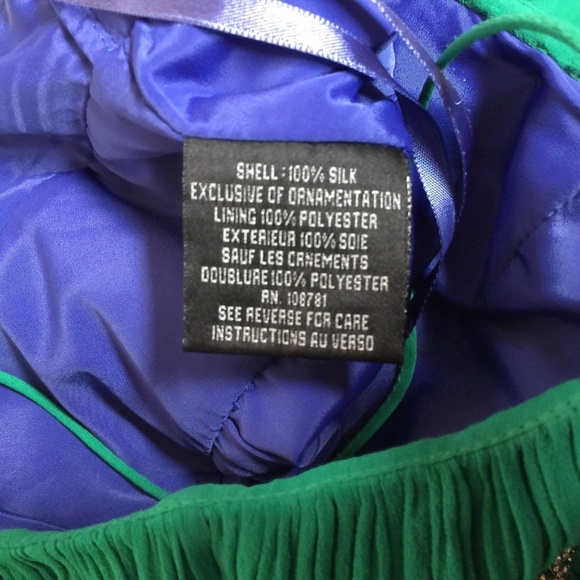 SHELL : 100% SILK
EXCLUSIVE OF ORNAMENTATION
LINING 100% POLYESTER
EXTERIEUR 100% SOIE
SAUF LES ORNEMENTS
DOUBLURE 100% POLYESTER
RN. 108781
SEE REVERSE FOR CARE
INSTRUCTIONS AU VERSO